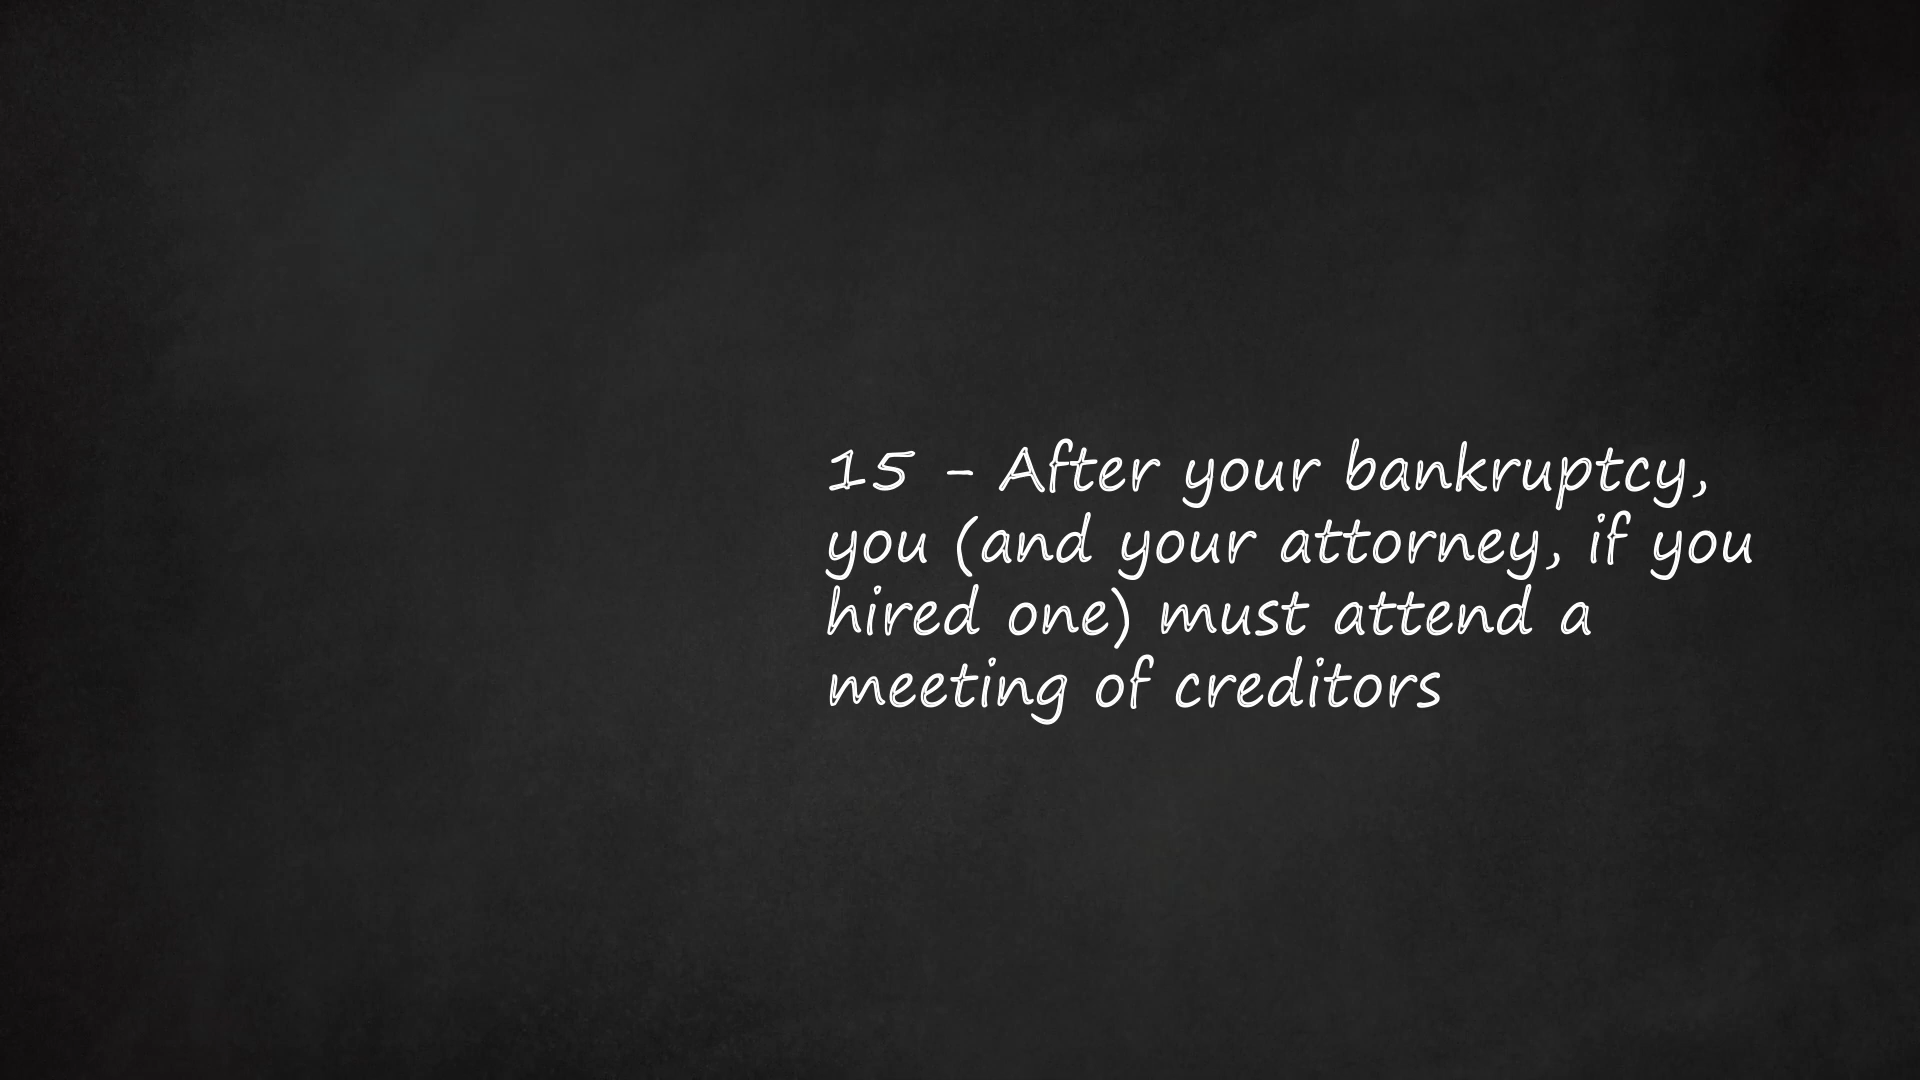 15 - After your bankruptcy,
you (and your attorney, if you
hired one) must attend a
meeting of creditors